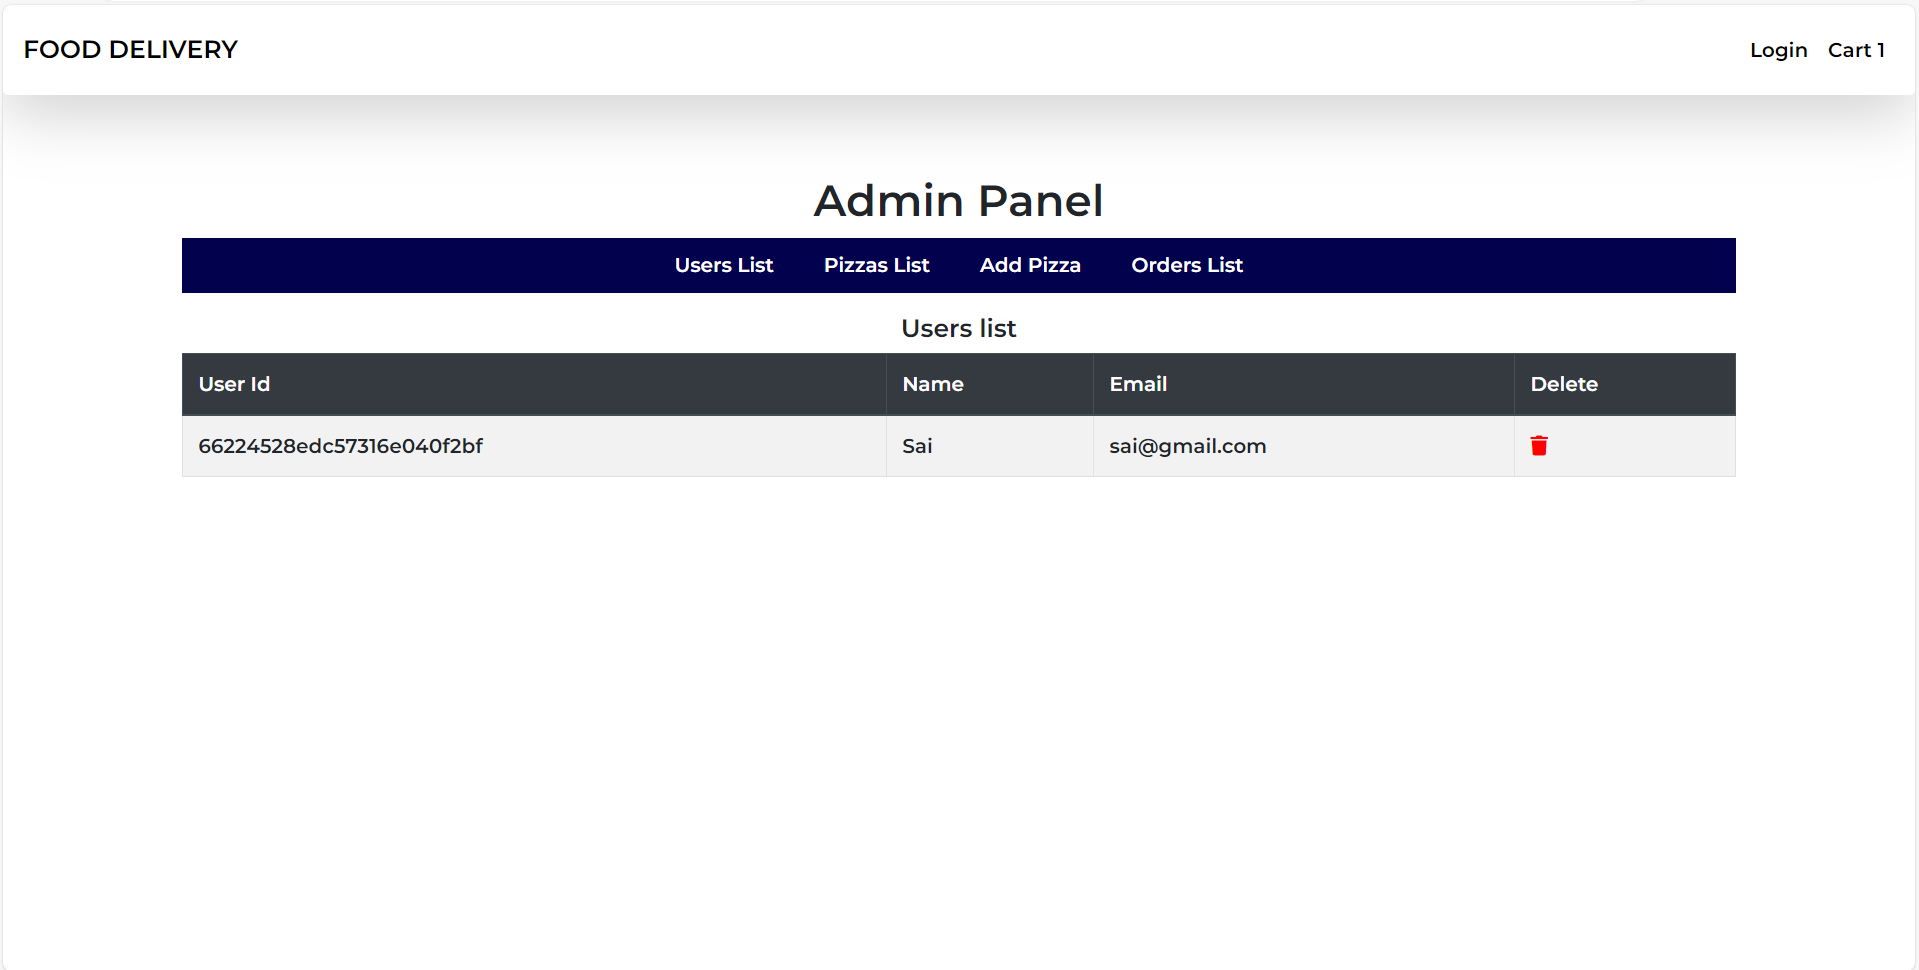 FOOD DELIVERY Login Cart 1
Admin Panel
Users List Pizzas List Add Pizza Orders List
Users list
User Id Name Email Delete
66224528edc57316e040f2bf Sai sai@gmail.com